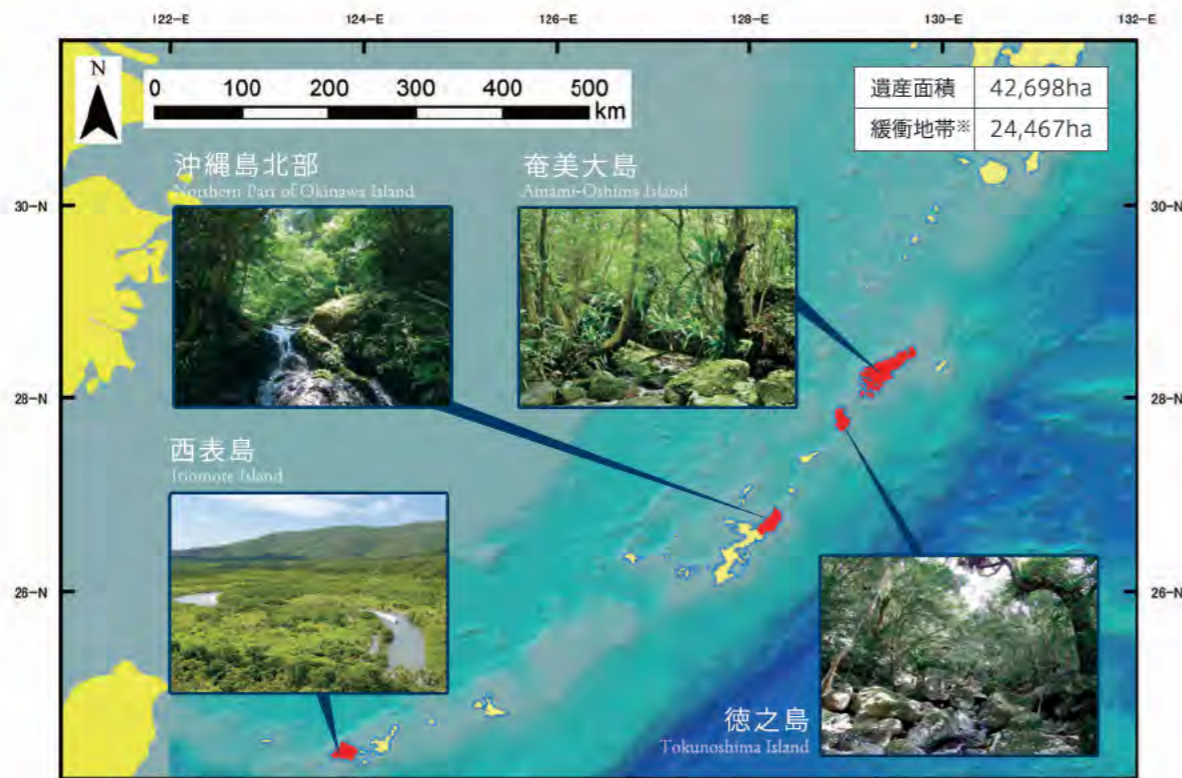 122-E 124-E 126-E 128-E 130-E 132-E
N
0 100 200 300 400 500
km
遺産面積 42,698ha
緩衝地帯※ 24,467ha
沖縄島北部
Northern Part of Okinawa Island
奄美大島
Amami-Oshima Island
30-N 30-N
28-N 28-N
西表島
Iriomote Island
26-N 26-N
徳之島
Tokunoshima Island